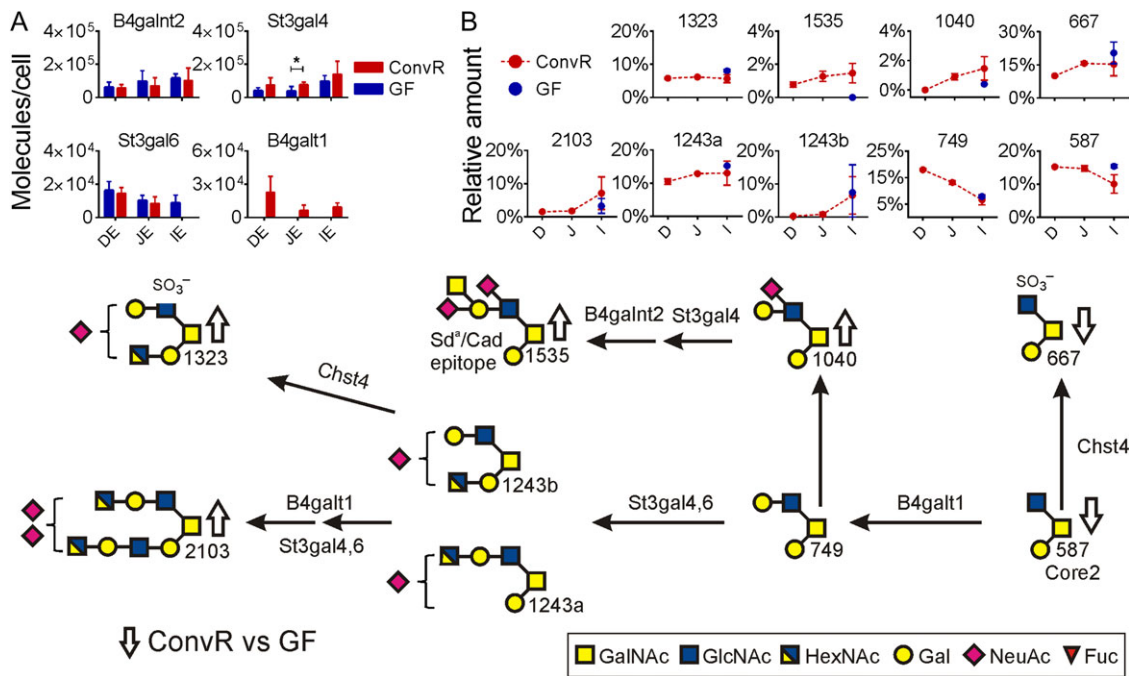 A
B4galnt2
St3gal4
4×10⁵
2×10⁵
0
4×10⁵
2×10⁵
0
*
ConvR
GF
Molecules/cell
St3gal6
B4galt1
4×10⁴
2×10⁴
0
6×10⁴
3×10⁴
0
DE JE IE
DE JE IE
B
Relative amount
ConvR
GF
1323
20%
10%
0%
1535
4%
2%
0%
1040
4%
2%
0%
667
30%
15%
0%
2103
20%
10%
0%
D J I
1243a
20%
10%
0%
D J I
1243b
20%
10%
0%
D J I
749
25%
15%
5%
D J I
587
20%
10%
0%
D J I
SO₃⁻
1323
Sdᵃ/Cad
epitope
1535
B4galnt2
St3gal4
1040
SO₃⁻
667
Chst4
1243b
Chst4
2103
B4galt1
St3gal4,6
1243a
St3gal4,6
749
B4galt1
587
Core2
ConvR vs GF
GalNAc GlcNAc HexNAc Gal NeuAc Fuc